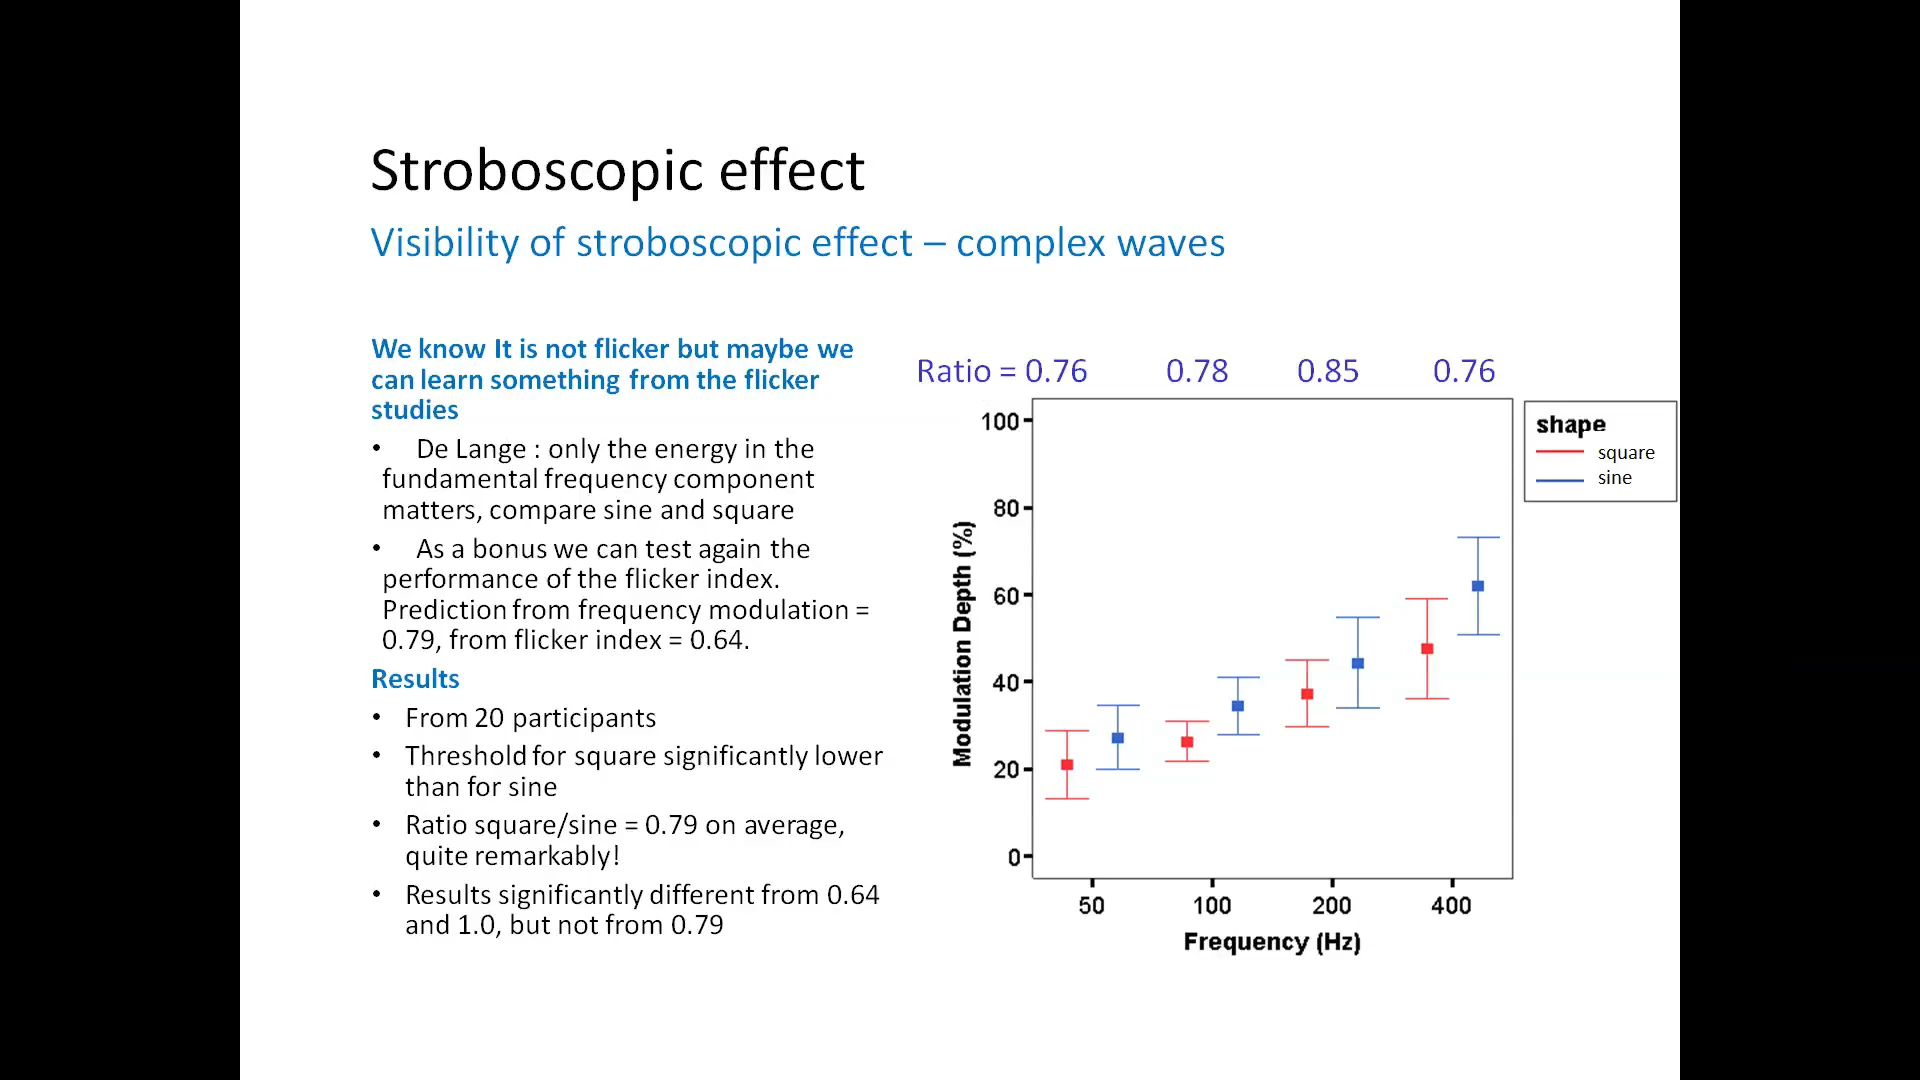 Stroboscopic effect
Visibility of stroboscopic effect – complex waves
We know It is not flicker but maybe we
can learn something from the flicker
studies
• De Lange : only the energy in the
fundamental frequency component
matters, compare sine and square
• As a bonus we can test again the
performance of the flicker index.
Prediction from frequency modulation =
0.79, from flicker index = 0.64.
Results
• From 20 participants
• Threshold for square significantly lower
than for sine
• Ratio square/sine = 0.79 on average,
quite remarkably!
• Results significantly different from 0.64
and 1.0, but not from 0.79
Ratio = 0.76 0.78 0.85 0.76
100
80
60
40
20
0
Modulation Depth (%)
50 100 200 400
Frequency (Hz)
shape
square
sine